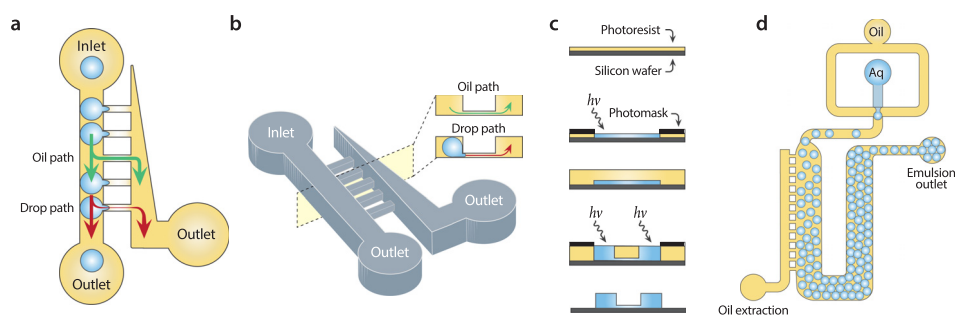 a
Inlet
Oil path
Drop path
Outlet
Outlet
b
Inlet
Oil path
Drop path
Outlet
Outlet
c
Photoresist
Silicon wafer
hν
Photomask
hν
hν
d
Oil
Aq
Emulsion
outlet
Oil extraction